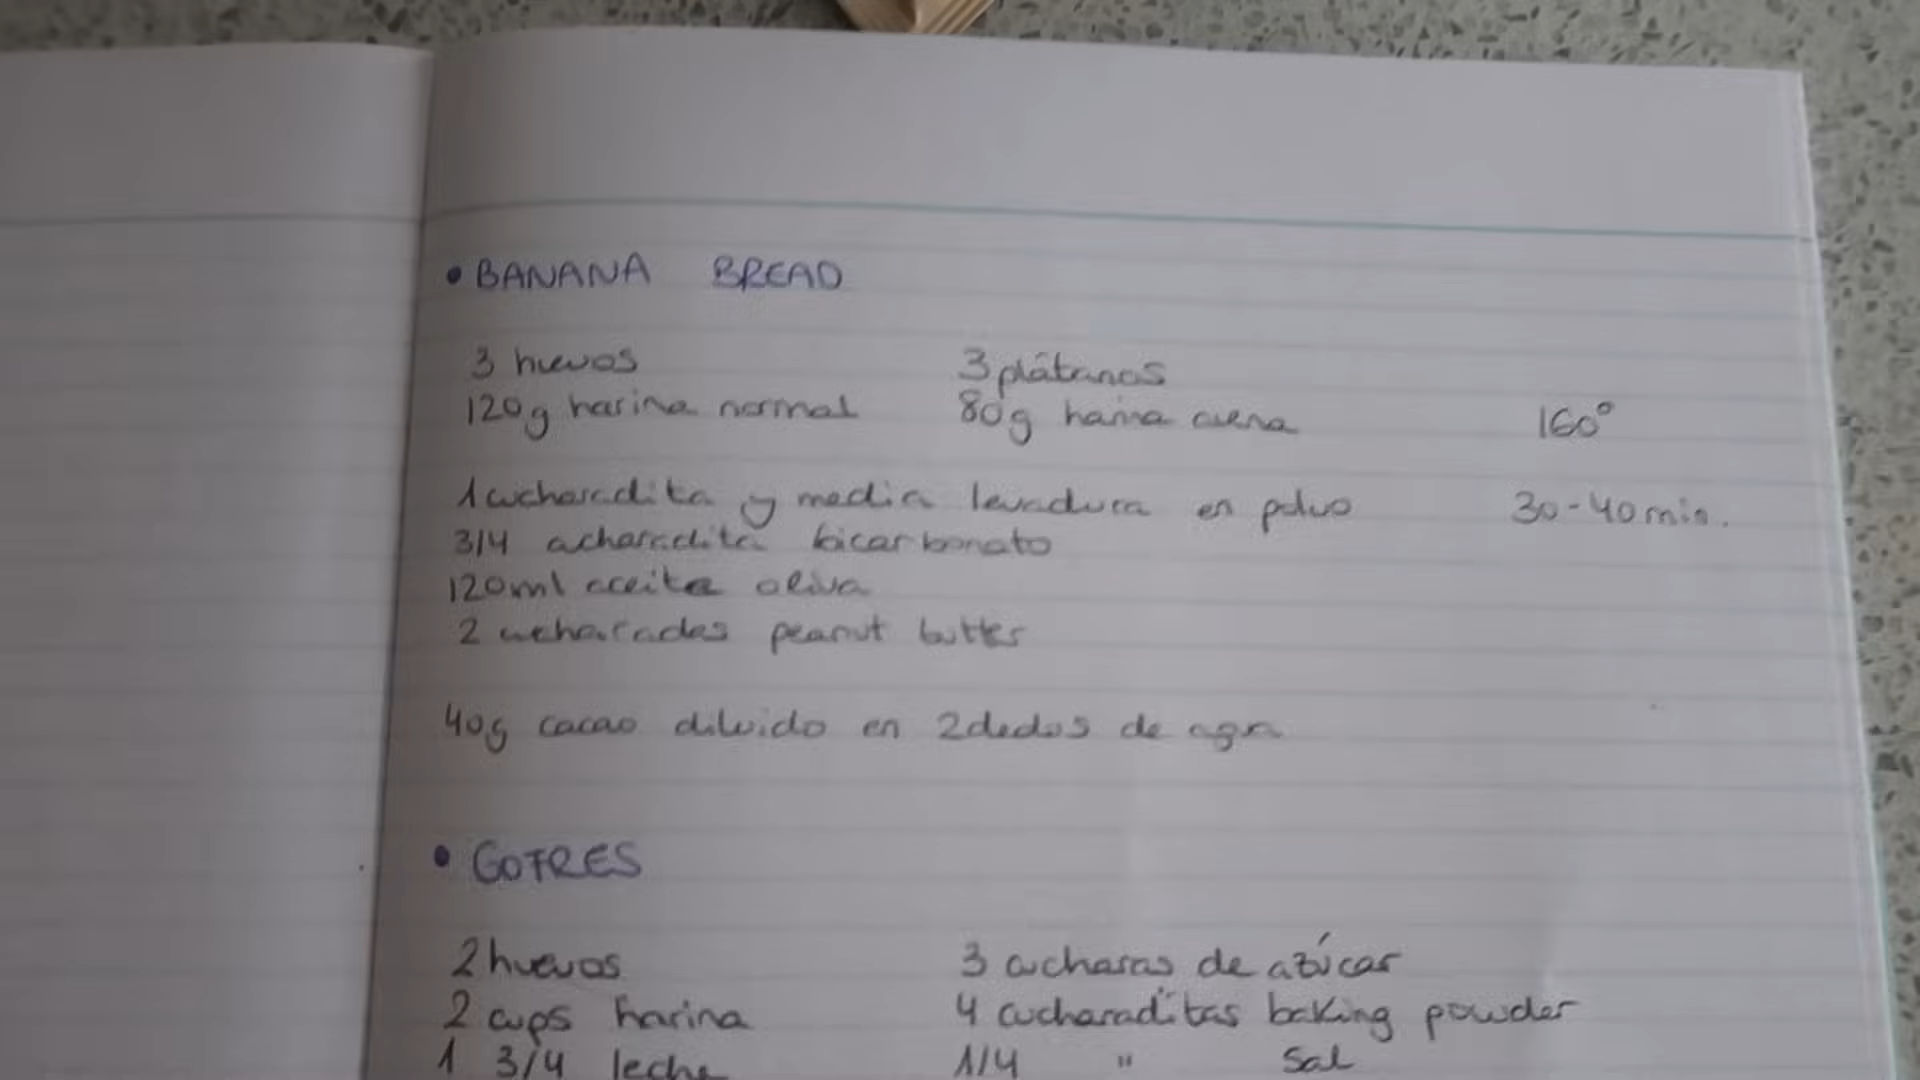 • BANANA BREAD
3 huevos 3 plátanos
120g harina normal 80g harina avena 160°
1 cucharadita y media levadura en polvo 30-40 min.
3/4 cucharadita bicarbonato
120ml aceite oliva
2 cucharadas peanut butter
40g cacao diluido en 2 dedos de agua
• GOFRES
2 huevos 3 cucharas de azúcar
2 cups harina 4 cucharaditas baking powder
1 3/4 leche 1/4 " sal